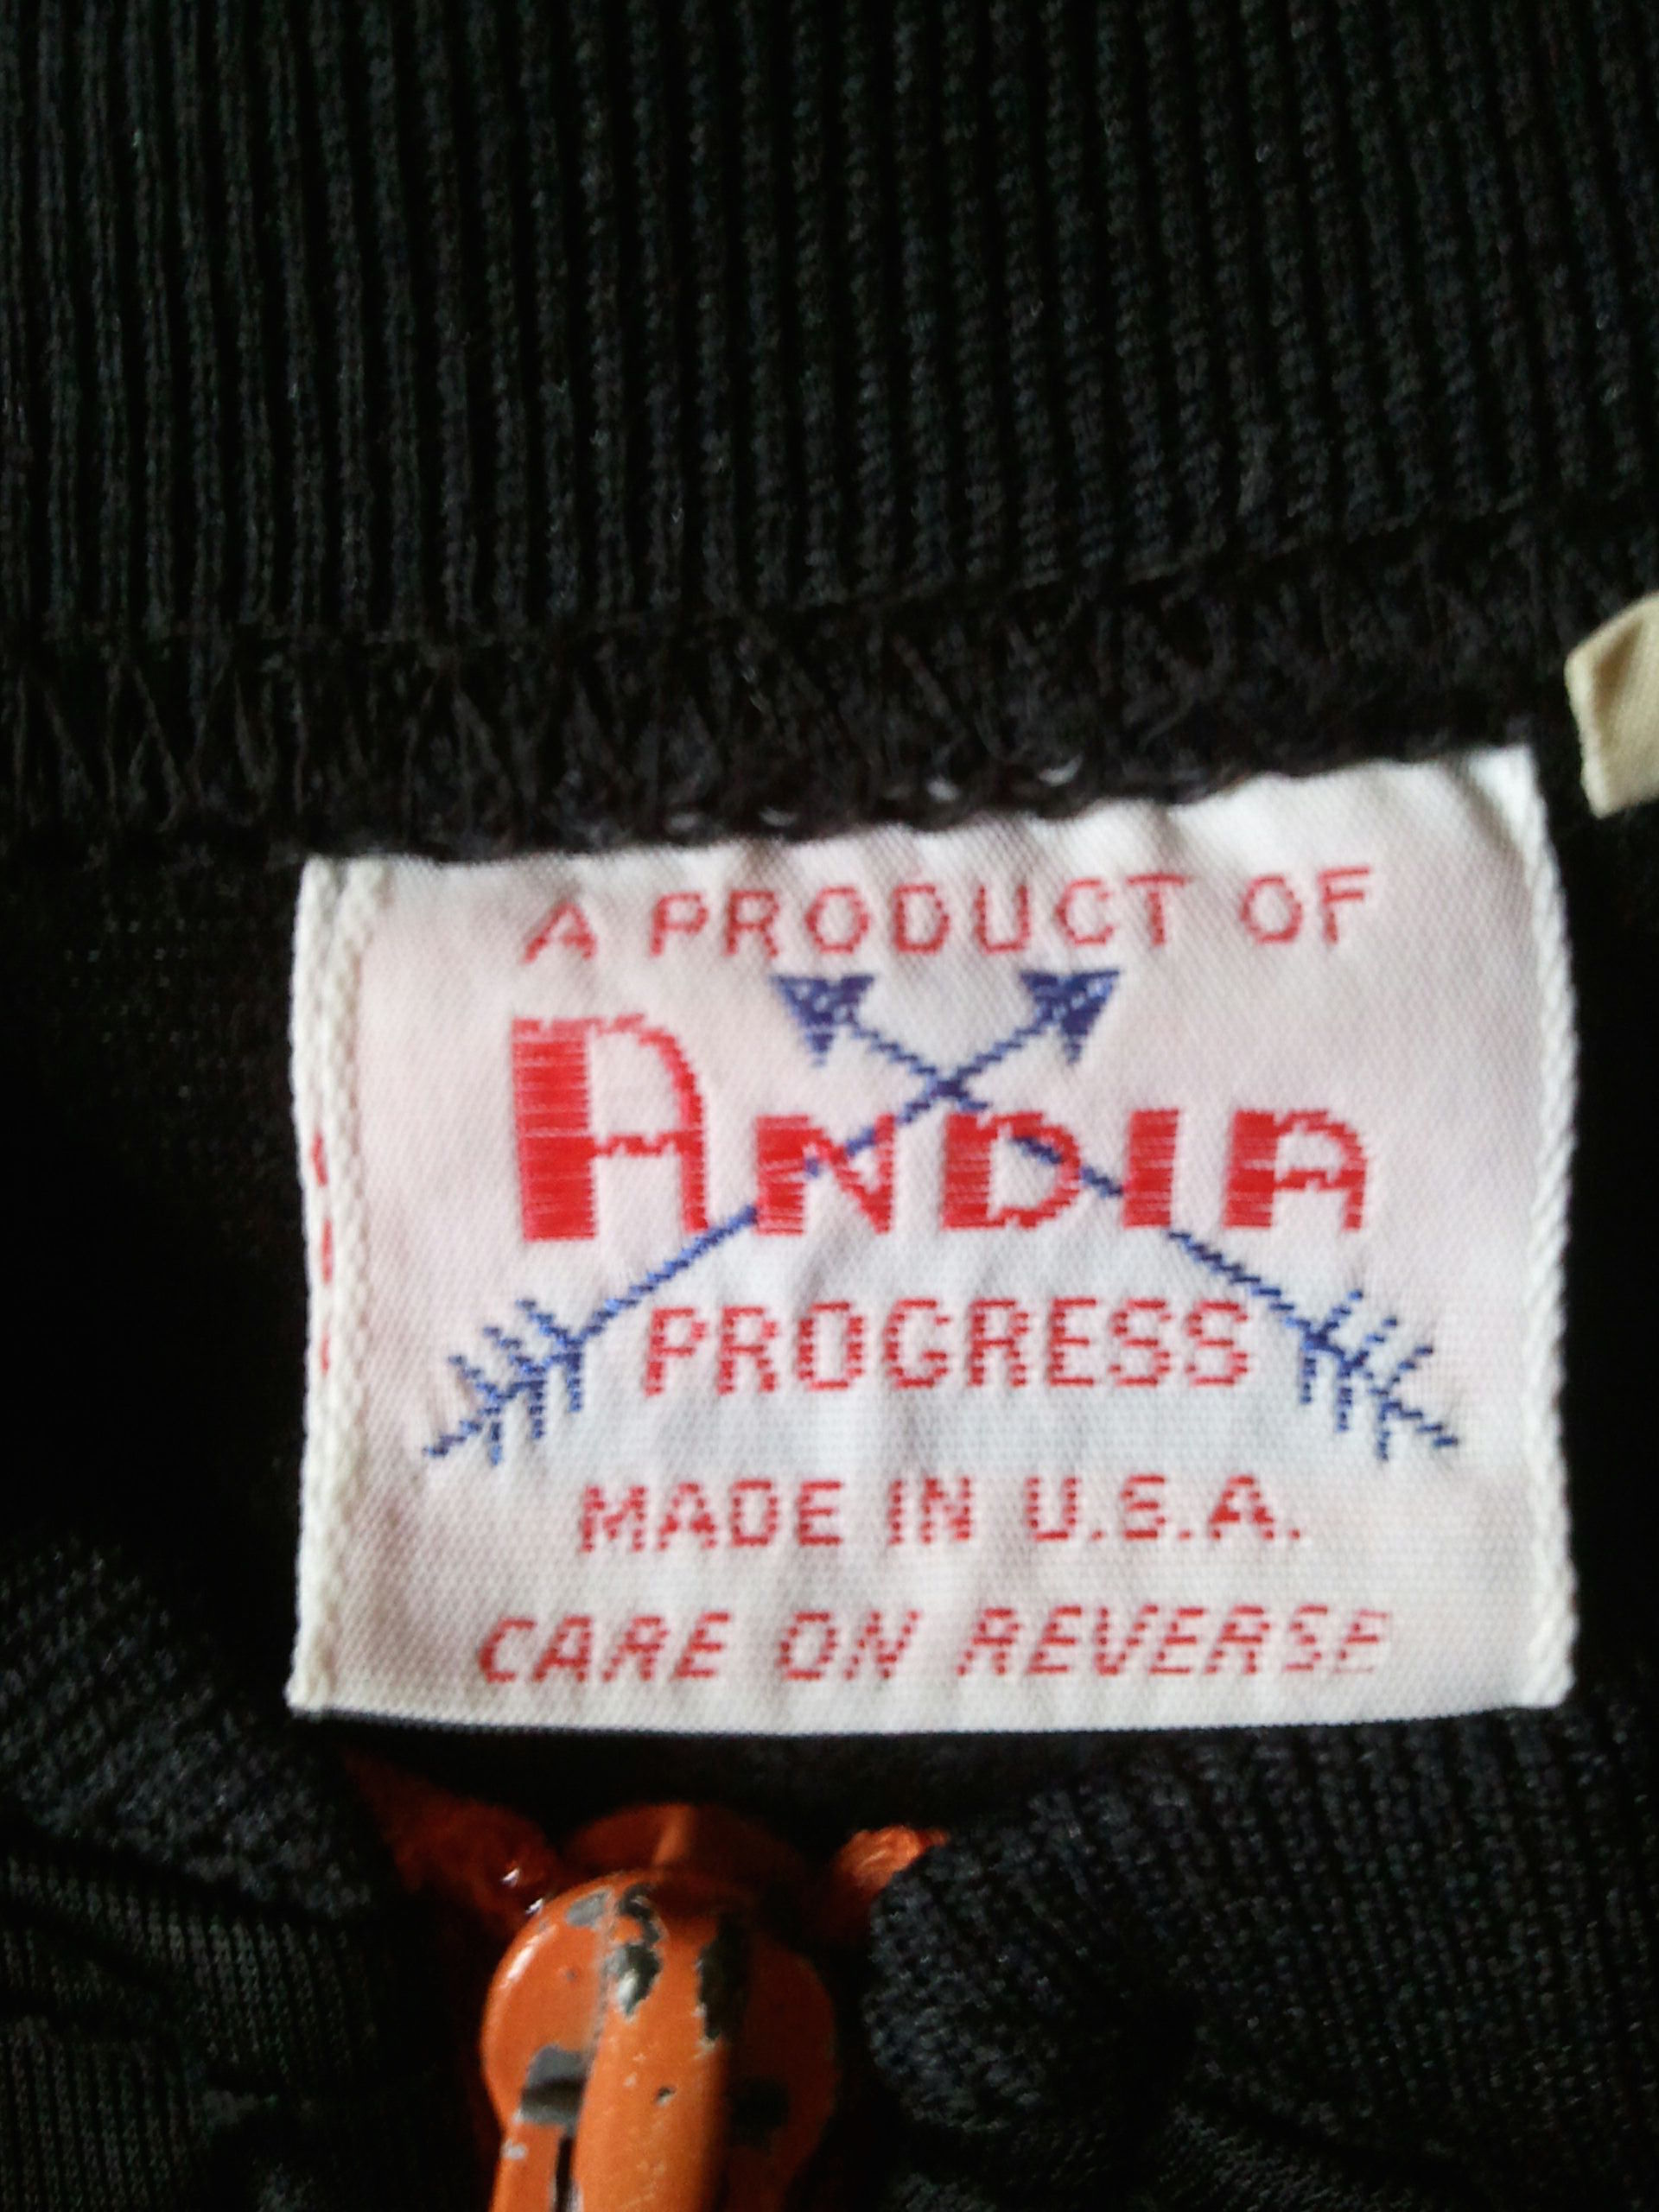 A PRODUCT OF
ANDIA
PROGRESS
MADE IN U.S.A.
CARE ON REVERSE